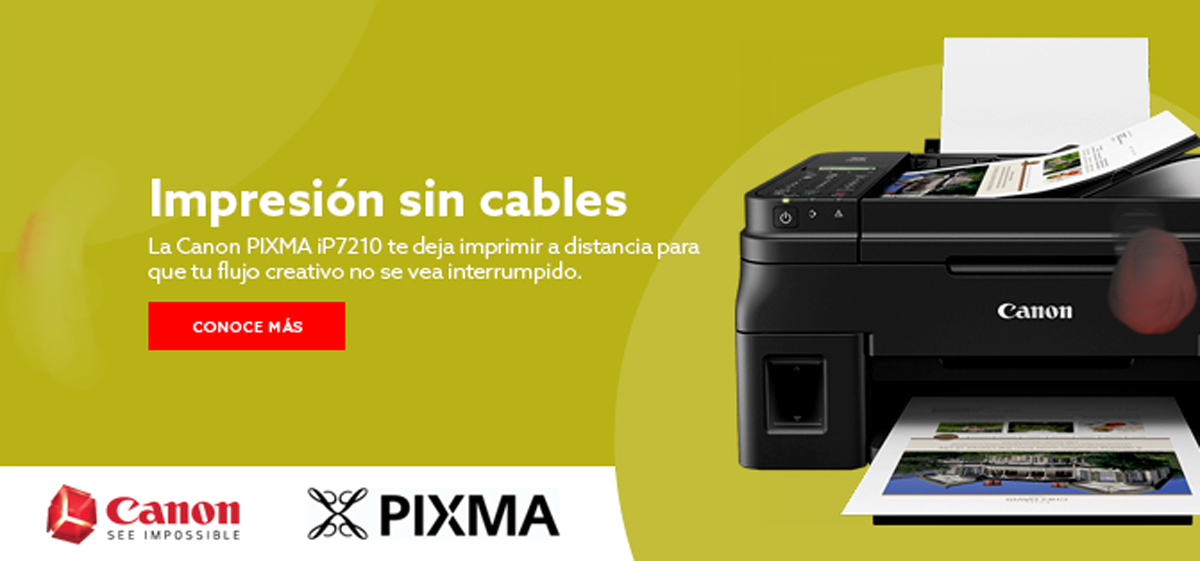 Impresión sin cables
La Canon PIXMA iP7210 te deja imprimir a distancia para
que tu flujo creativo no se vea interrumpido.
CONOCE MÁS
Canon
Canon
SEE IMPOSSIBLE
PIXMA